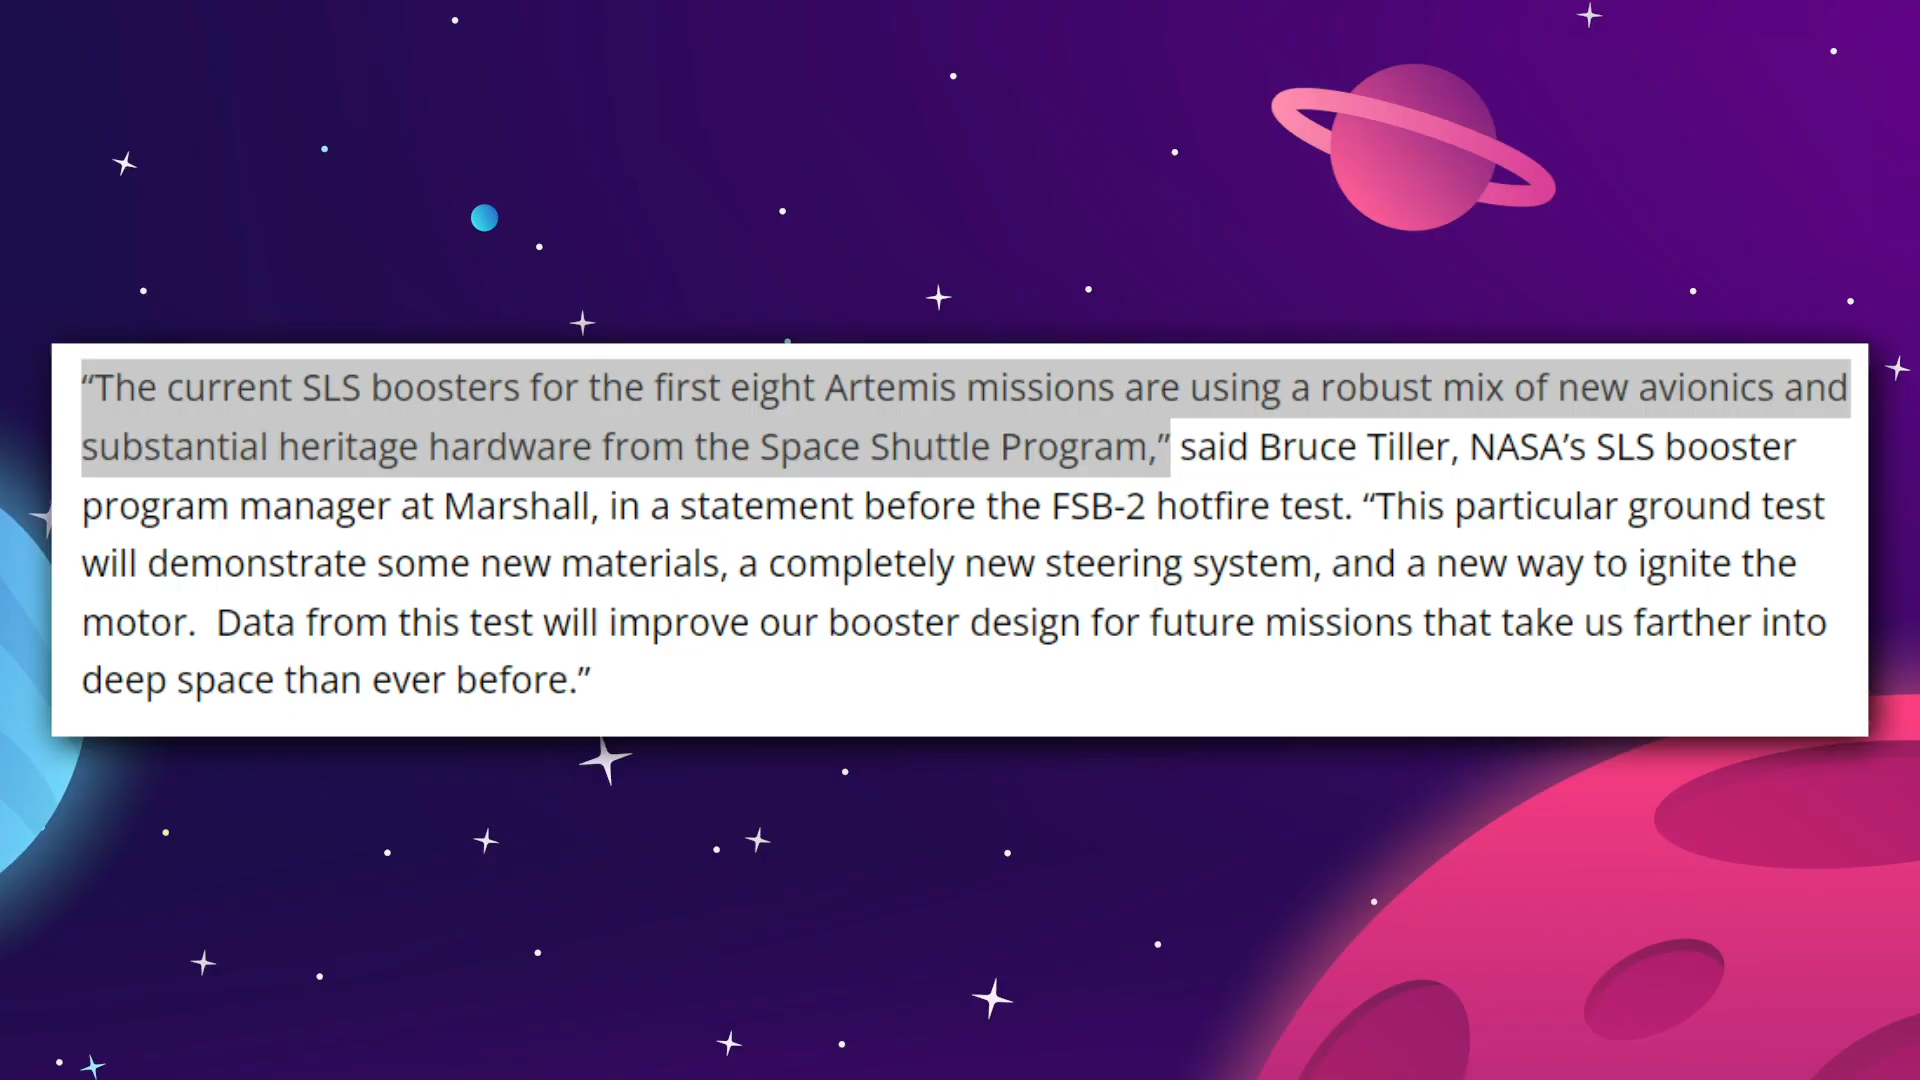 “The current SLS boosters for the first eight Artemis missions are using a robust mix of new avionics and
substantial heritage hardware from the Space Shuttle Program,” said Bruce Tiller, NASA’s SLS booster
program manager at Marshall, in a statement before the FSB-2 hotfire test. “This particular ground test
will demonstrate some new materials, a completely new steering system, and a new way to ignite the
motor.  Data from this test will improve our booster design for future missions that take us farther into
deep space than ever before.”